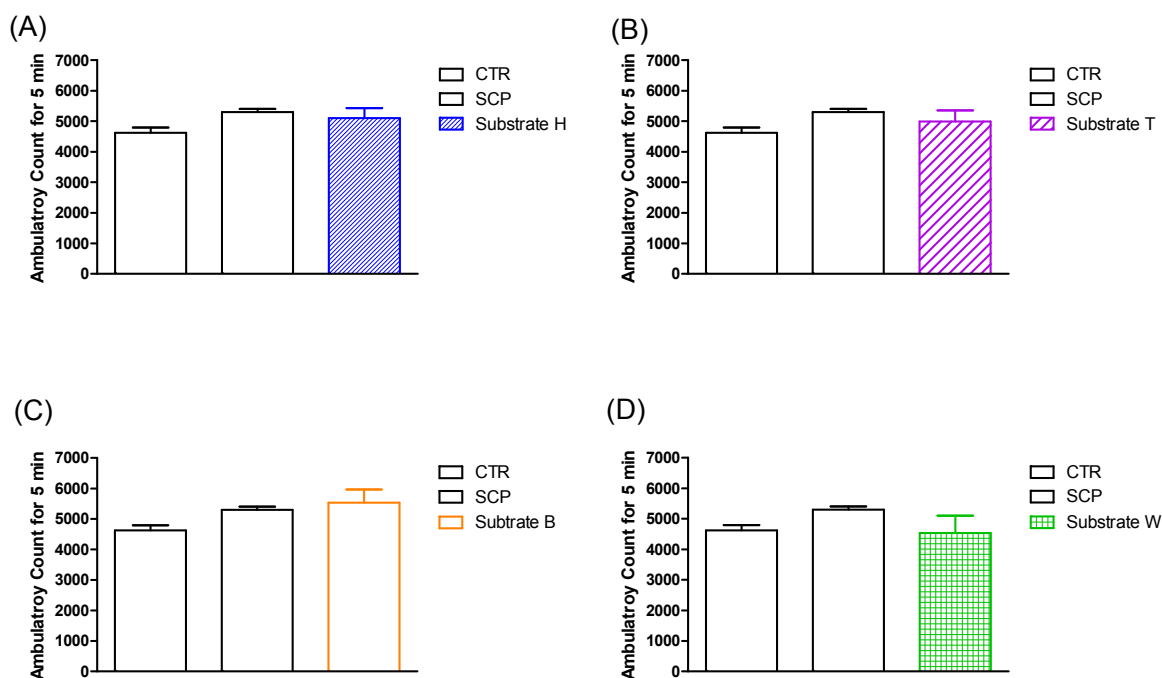 (A)
Ambulatroy Count for 5 min
7000
6000
5000
4000
3000
2000
1000
0
CTR
SCP
Substrate H
(B)
Ambulatroy Count for 5 min
7000
6000
5000
4000
3000
2000
1000
0
CTR
SCP
Substrate T
(C)
Ambulatroy Count for 5 min
7000
6000
5000
4000
3000
2000
1000
0
CTR
SCP
Subtrate B
(D)
Ambulatroy Count for 5 min
7000
6000
5000
4000
3000
2000
1000
0
CTR
SCP
Substrate W